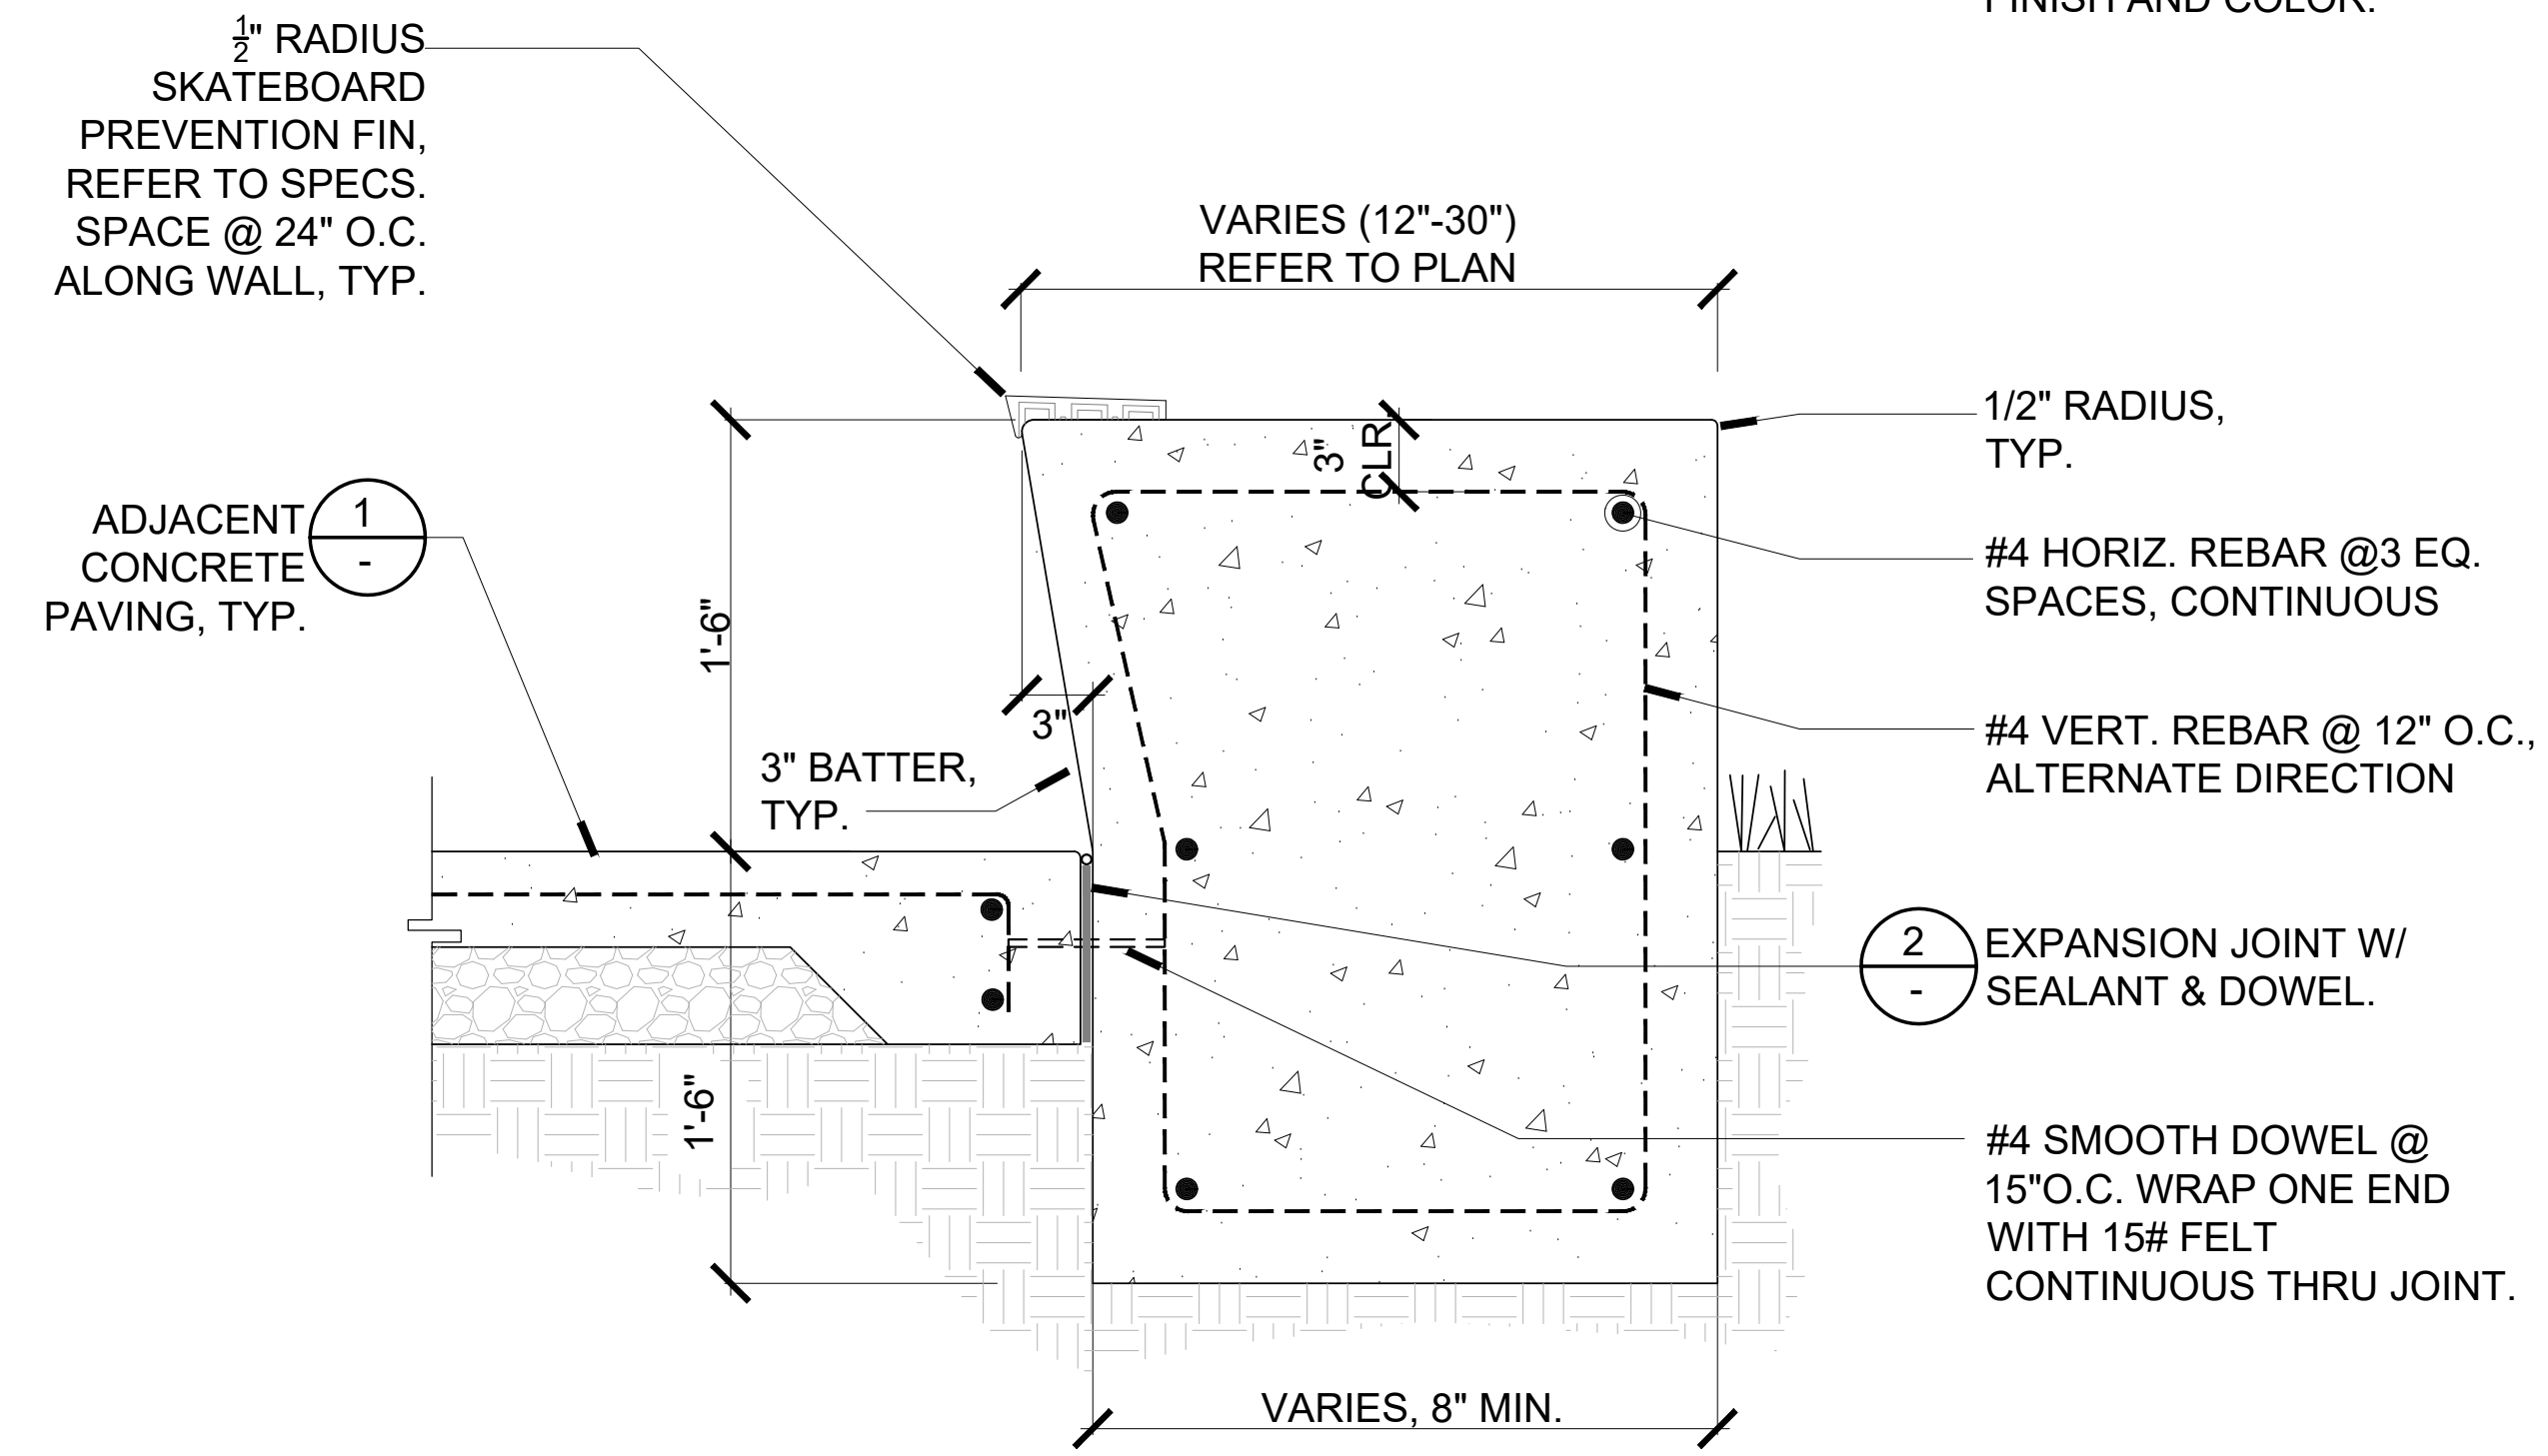 FINISH AND COLOR.
1/2" RADIUS
SKATEBOARD
PREVENTION FIN,
REFER TO SPECS.
SPACE @ 24" O.C.
ALONG WALL, TYP.
VARIES (12"-30")
REFER TO PLAN
1/2" RADIUS,
TYP.
3"
CLR.
ADJACENT
CONCRETE
PAVING, TYP.
1
-
#4 HORIZ. REBAR @3 EQ.
SPACES, CONTINUOUS
1'-6"
3"
3" BATTER,
TYP.
#4 VERT. REBAR @ 12" O.C.,
ALTERNATE DIRECTION
2
-
EXPANSION JOINT W/
SEALANT & DOWEL.
1'-6"
#4 SMOOTH DOWEL @
15"O.C. WRAP ONE END
WITH 15# FELT
CONTINUOUS THRU JOINT.
VARIES, 8" MIN.